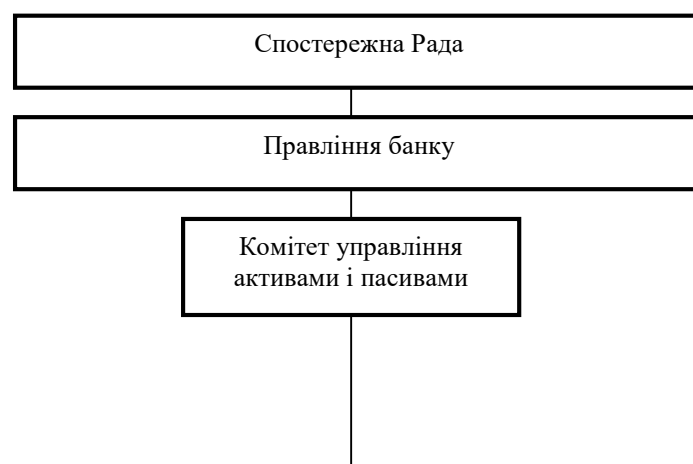 Спостережна Рада
Правління банку
Комітет управління
активами і пасивами